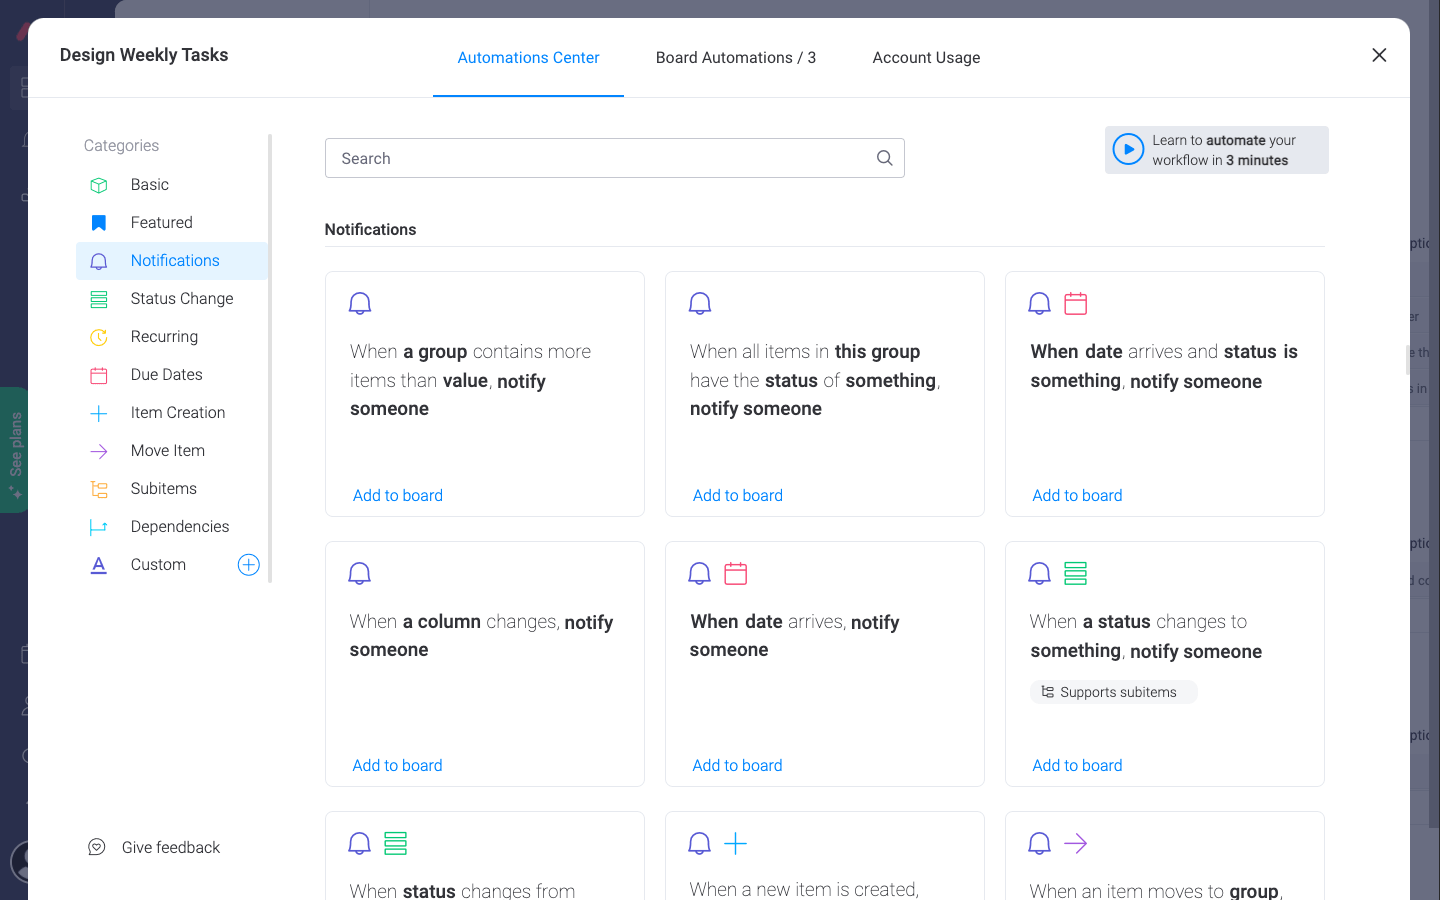 Design Weekly Tasks
Automations Center
Board Automations / 3
Account Usage
Categories
Basic
Featured
Notifications
Status Change
Recurring
Due Dates
Item Creation
Move Item
Subitems
Dependencies
Custom
Give feedback
See plans
Search
Learn to automate your
workflow in 3 minutes
Notifications
When a group contains more
items than value, notify
someone
Add to board
When all items in this group
have the status of something,
notify someone
Add to board
When date arrives and status is
something, notify someone
Add to board
When a column changes, notify
someone
Add to board
When date arrives, notify
someone
Add to board
When a status changes to
something, notify someone
Supports subitems
Add to board
When status changes from
When a new item is created,
When an item moves to group,